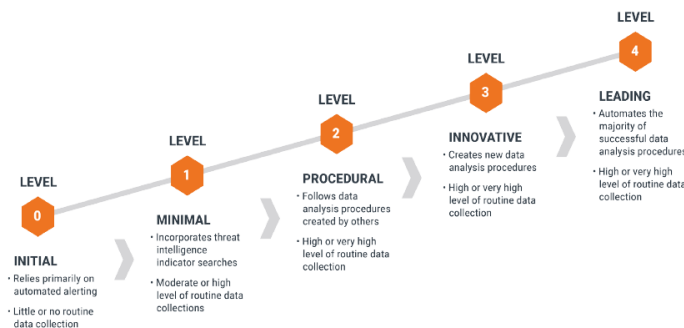 LEVEL
0
INITIAL
• Relies primarily on
automated alerting
• Little or no routine
data collection
LEVEL
1
MINIMAL
• Incorporates threat
intelligence
indicator searches
• Moderate or high
level of routine data
collections
LEVEL
2
PROCEDURAL
• Follows data
analysis procedures
created by others
• High or very high
level of routine data
collection
LEVEL
3
INNOVATIVE
• Creates new data
analysis procedures
• High or very high
level of routine data
collection
LEVEL
4
LEADING
• Automates the
majority of
successful data
analysis procedures
• High or very high
level of routine data
collection